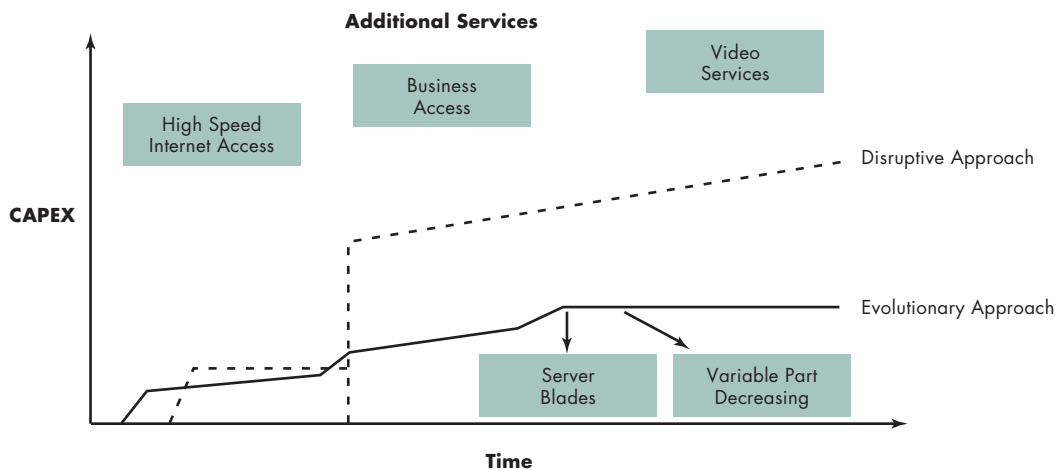 Additional Services
Video
Services
Business
Access
High Speed
Internet Access
Disruptive Approach
CAPEX
Evolutionary Approach
Server
Blades
Variable Part
Decreasing
Time